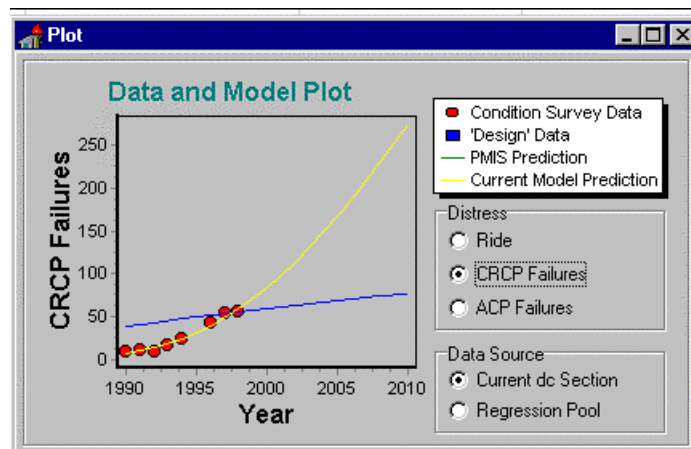 Plot
Data and Model Plot
CRCP Failures
250
200
150
100
50
0
1990
1995
2000
2005
2010
Year
Condition Survey Data
'Design' Data
PMIS Prediction
Current Model Prediction
Distress
Ride
CRCP Failures
ACP Failures
Data Source
Current dc Section
Regression Pool